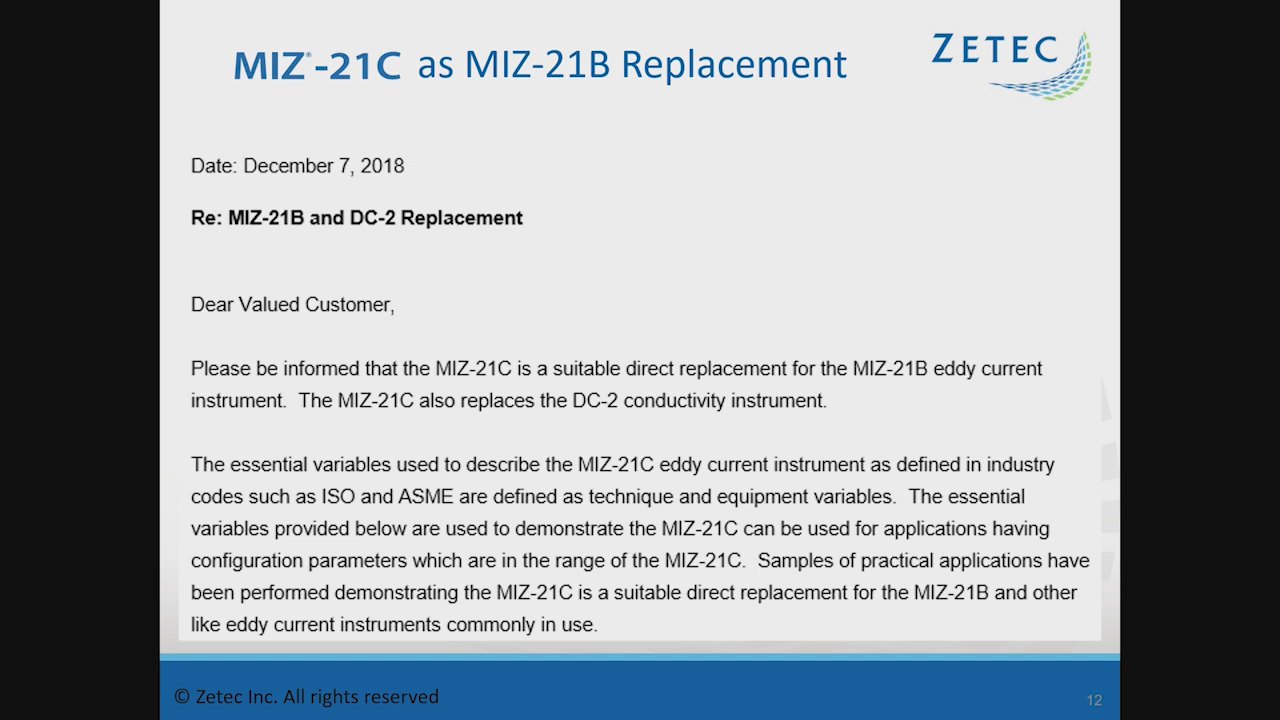 MIZ®-21C as MIZ-21B Replacement
ZETEC
Date: December 7, 2018
Re: MIZ-21B and DC-2 Replacement
Dear Valued Customer,
Please be informed that the MIZ-21C is a suitable direct replacement for the MIZ-21B eddy current
instrument.  The MIZ-21C also replaces the DC-2 conductivity instrument.
The essential variables used to describe the MIZ-21C eddy current instrument as defined in industry
codes such as ISO and ASME are defined as technique and equipment variables.  The essential
variables provided below are used to demonstrate the MIZ-21C can be used for applications having
configuration parameters which are in the range of the MIZ-21C.  Samples of practical applications have
been performed demonstrating the MIZ-21C is a suitable direct replacement for the MIZ-21B and other
like eddy current instruments commonly in use.
© Zetec Inc. All rights reserved
12